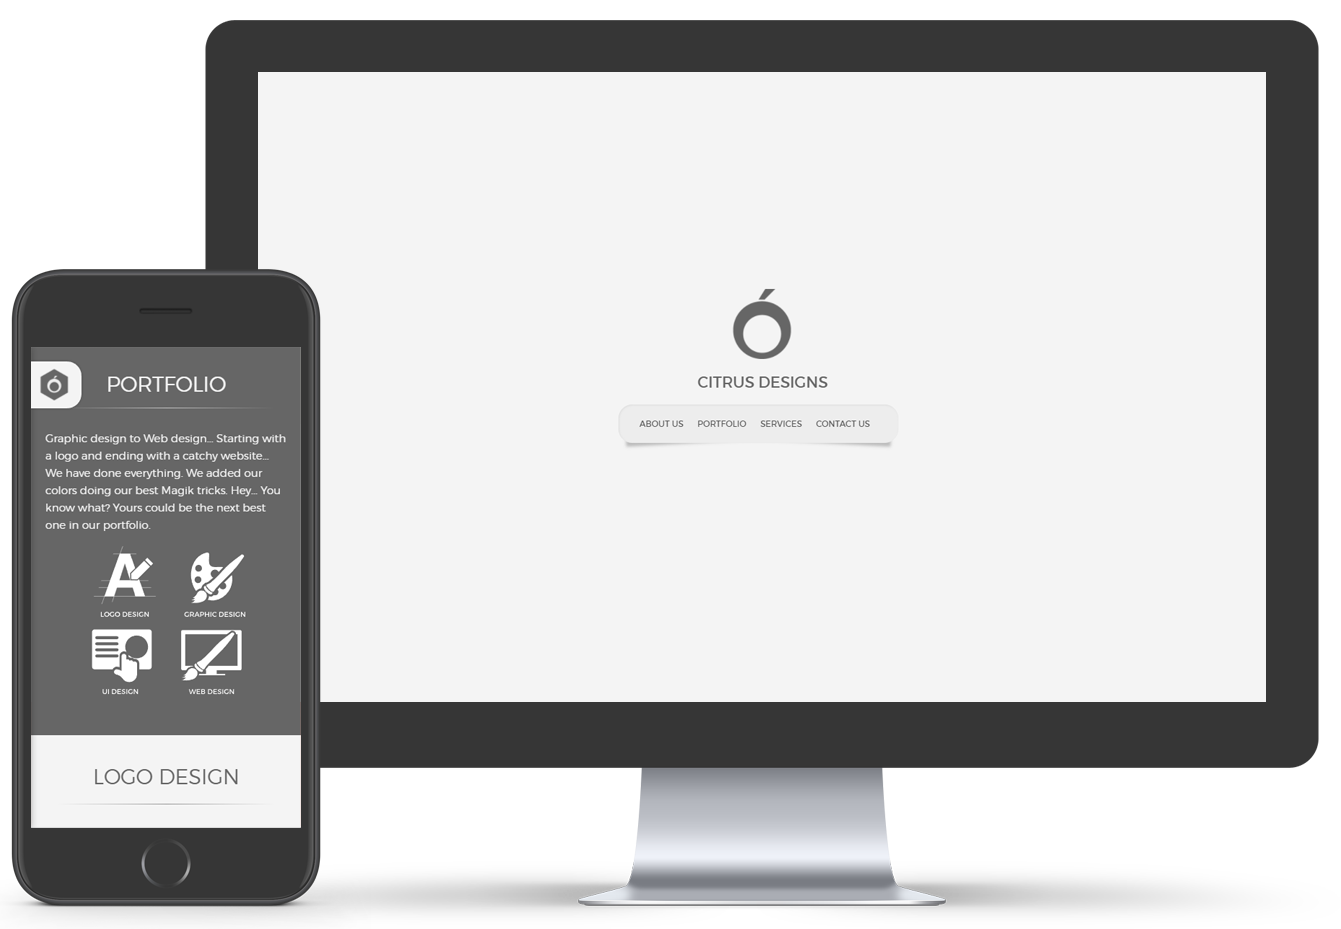 CITRUS DESIGNS
ABOUT US PORTFOLIO SERVICES CONTACT US
PORTFOLIO
Graphic design to Web design... Starting with
a logo and ending with a catchy website...
We have done everything. We added our
colors doing our best Magik tricks. Hey... You
know what? Yours could be the next best
one in our portfolio.
LOGO DESIGN GRAPHIC DESIGN
UI DESIGN WEB DESIGN
LOGO DESIGN